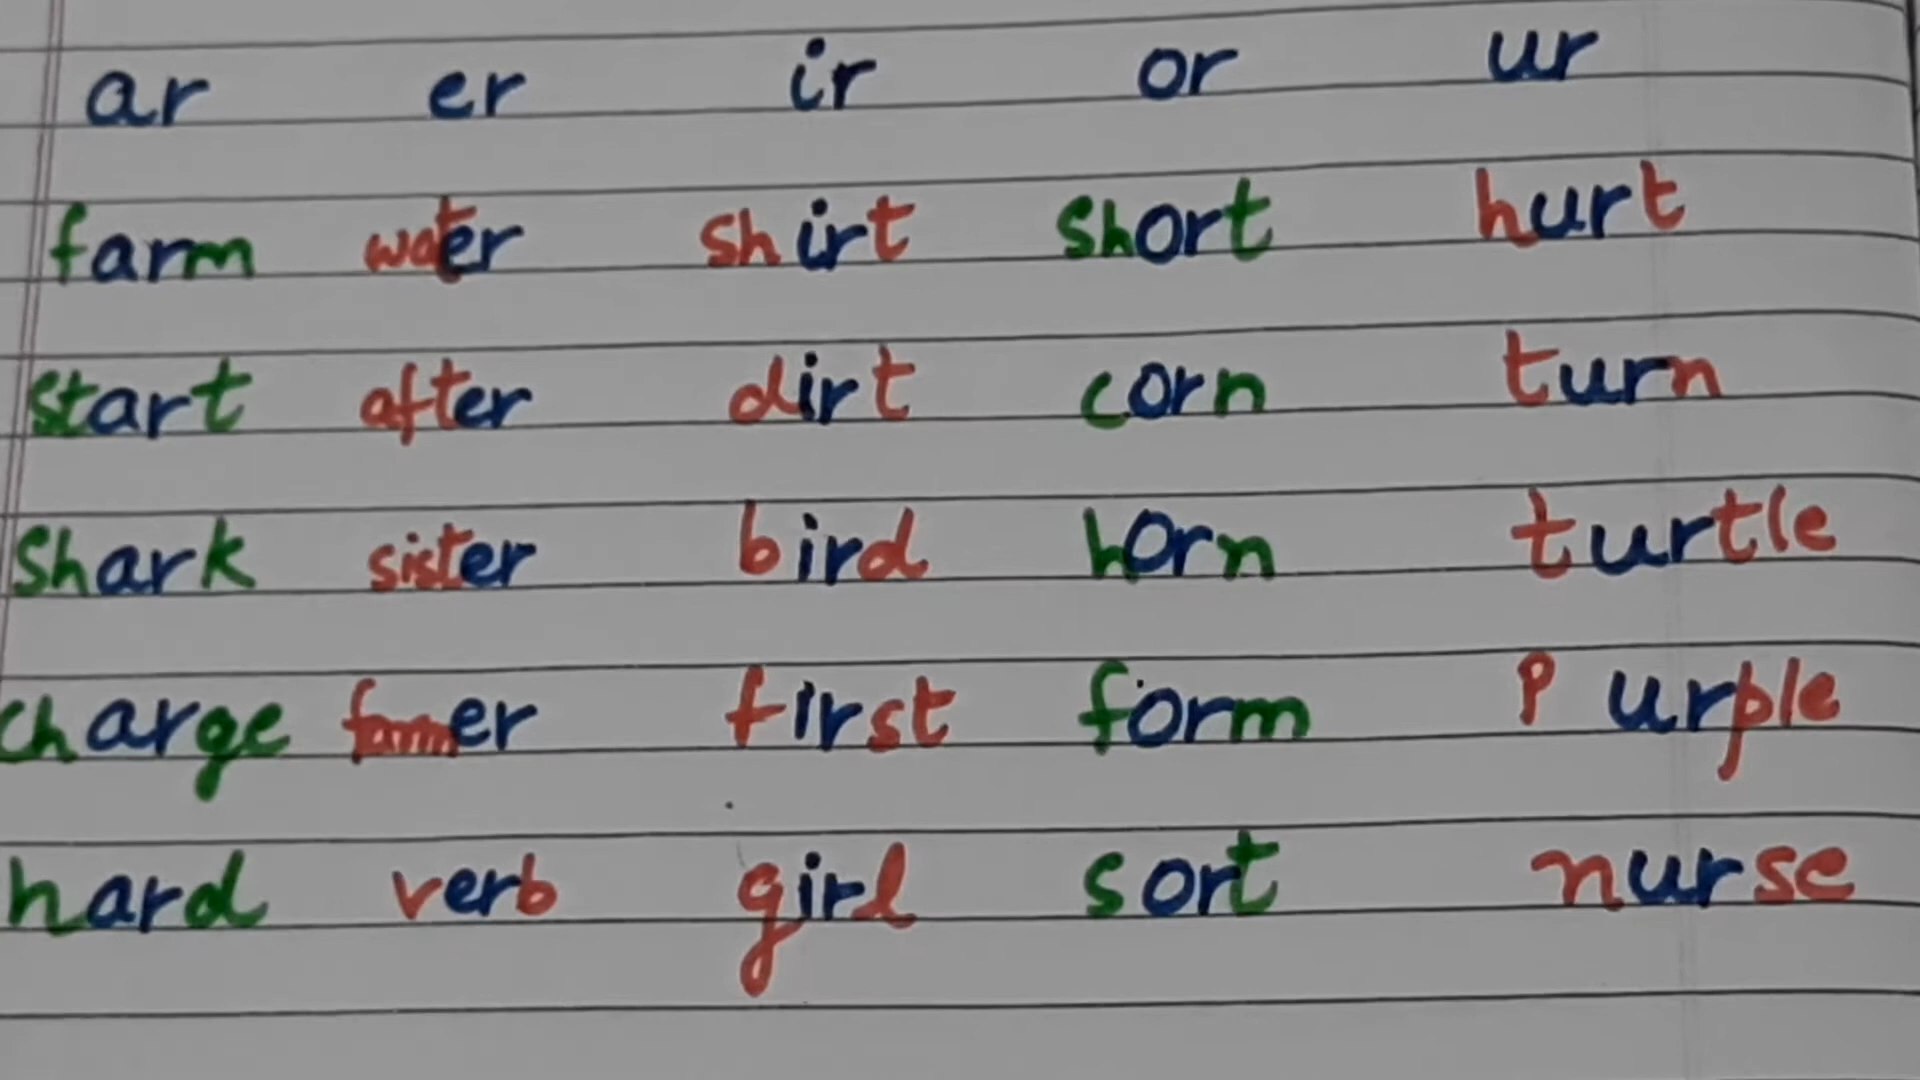 ar er ir or ur
farm water shirt short hurt
start after dirt corn turn
Shark sister bird horn turtle
charge farmer first form Purple
hard verb girl sort nurse